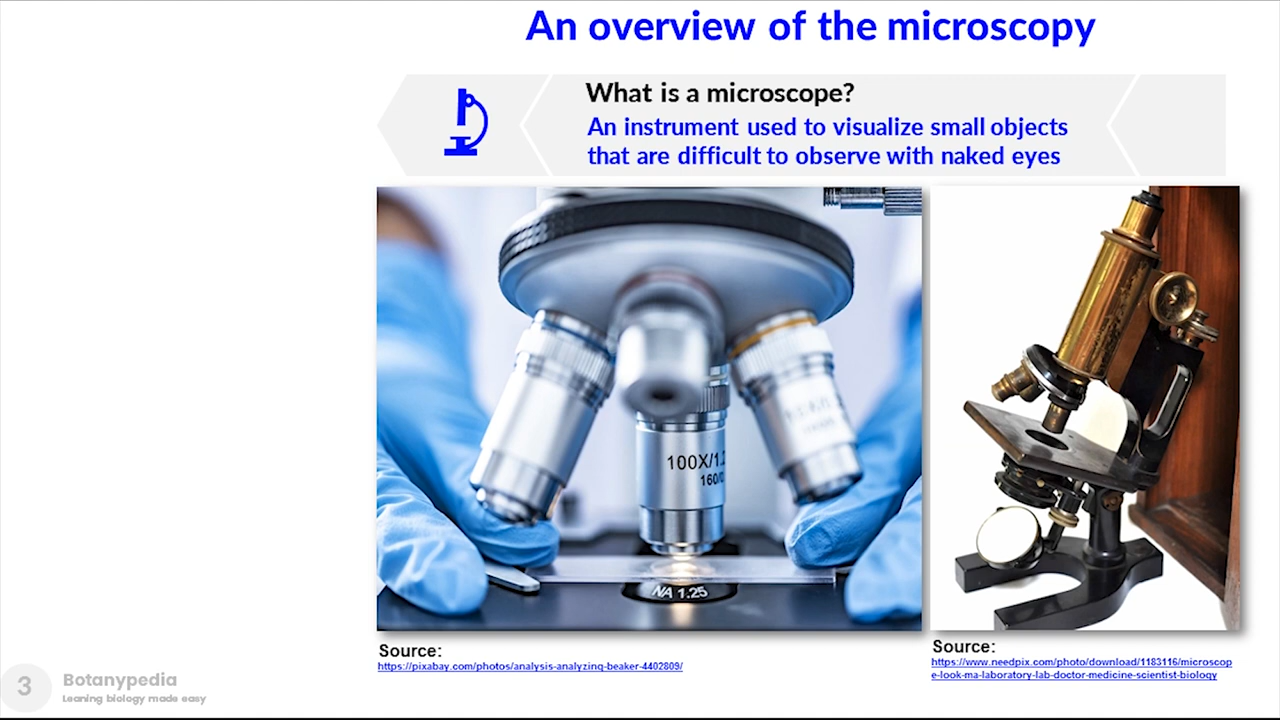 An overview of the microscopy
What is a microscope?
An instrument used to visualize small objects
that are difficult to observe with naked eyes
100X/1.2
160/0
NA 1.25
Source:
https://pixabay.com/photos/analysis-analyzing-beaker-4402809/
Source:
https://www.needpix.com/photo/download/1183116/microscop
e-look-ma-laboratory-lab-doctor-medicine-scientist-biology
3
Botanypedia
Leaning biology made easy